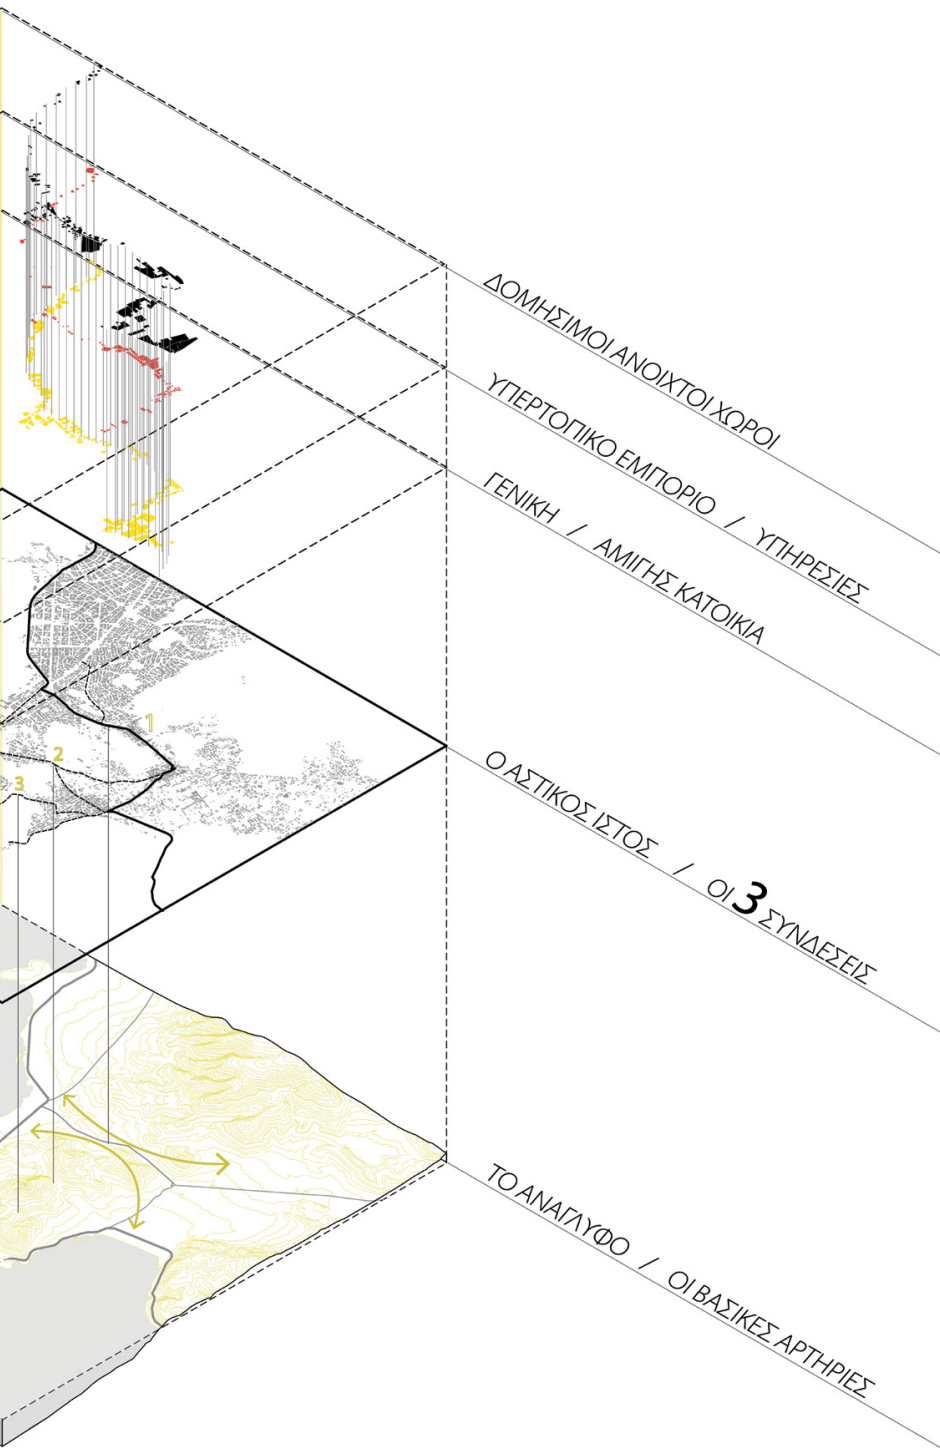 ΔΟΜΗΣΙΜΟΙ ΑΝΟΙΧΤΟΙ ΧΩΡΟΙ
ΥΠΕΡΤΟΠΙΚΟ ΕΜΠΟΡΙΟ / ΥΠΗΡΕΣΙΕΣ
ΓΕΝΙΚΗ / ΑΜΙΓΗΣ ΚΑΤΟΙΚΙΑ
1
2
3
Ο ΑΣΤΙΚΟΣ ΙΣΤΟΣ / ΟΙ 3 ΣΥΝΔΕΣΕΙΣ
ΤΟ ΑΝΑΓΛΥΦΟ / ΟΙ ΒΑΣΙΚΕΣ ΑΡΤΗΡΙΕΣ